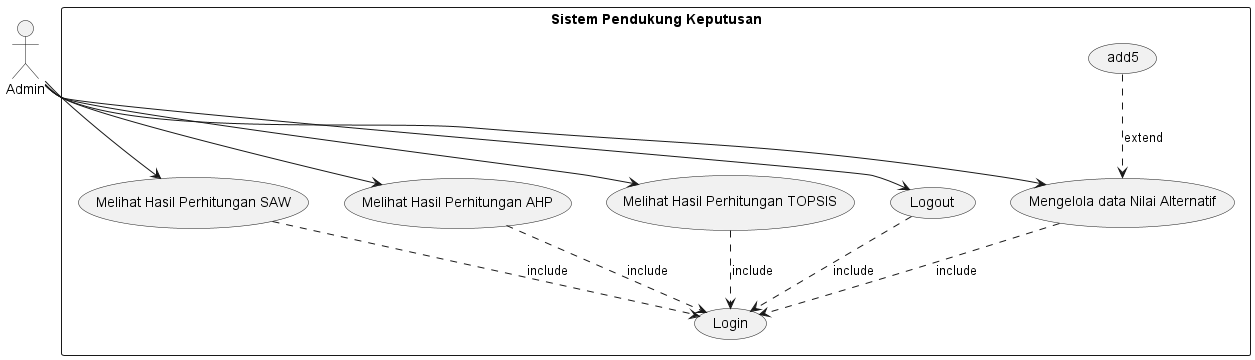 Sistem Pendukung Keputusan
Admin
add5
extend
Melihat Hasil Perhitungan SAW
Melihat Hasil Perhitungan AHP
Melihat Hasil Perhitungan TOPSIS
Logout
Mengelola data Nilai Alternatif
include
include
include
include
include
Login